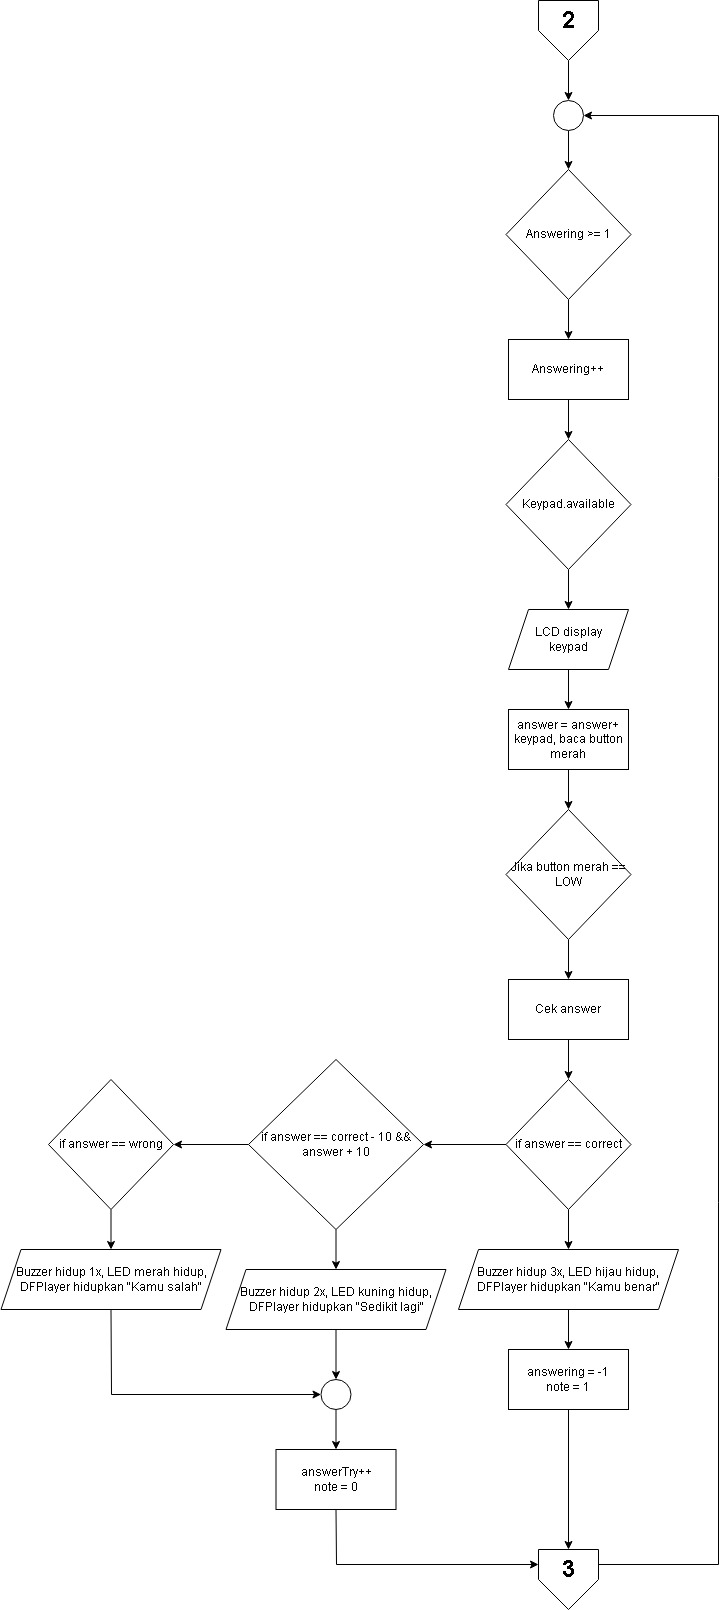 2
Answering >= 1
Answering++
Keypad.available
LCD display
keypad
answer = answer+
keypad, baca button
merah
Jika button merah ==
LOW
Cek answer
if answer == wrong
if answer == correct - 10 &&
answer + 10
if answer == correct
Buzzer hidup 1x, LED merah hidup,
DFPlayer hidupkan "Kamu salah"
Buzzer hidup 2x, LED kuning hidup,
DFPlayer hidupkan "Sedikit lagi"
Buzzer hidup 3x, LED hijau hidup,
DFPlayer hidupkan "Kamu benar"
answering = -1
note = 1
answerTry++
note = 0
3